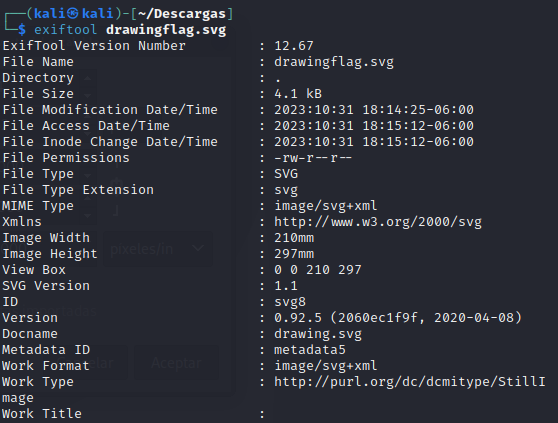 ┌──(kali㉿kali)-[~/Descargas]
└─$ exiftool drawingflag.svg
ExifTool Version Number : 12.67
File Name : drawingflag.svg
Directory : .
File Size : 4.1 kB
File Modification Date/Time : 2023:10:31 18:14:25-06:00
File Access Date/Time : 2023:10:31 18:15:12-06:00
File Inode Change Date/Time : 2023:10:31 18:15:12-06:00
File Permissions : -rw-r--r--
File Type : SVG
File Type Extension : svg
MIME Type : image/svg+xml
Xmlns : http://www.w3.org/2000/svg
Image Width : 210mm
Image Height : 297mm
pixeles/in
View Box : 0 0 210 297
SVG Version : 1.1
ID : svg8
Version : 0.92.5 (2060ec1f9f, 2020-04-08)
Docname : drawing.svg
Metadata ID : metadata5
Work Format : image/svg+xml
Aceptar
Work Type : http://purl.org/dc/dcmitype/StillI
mage
Work Title :